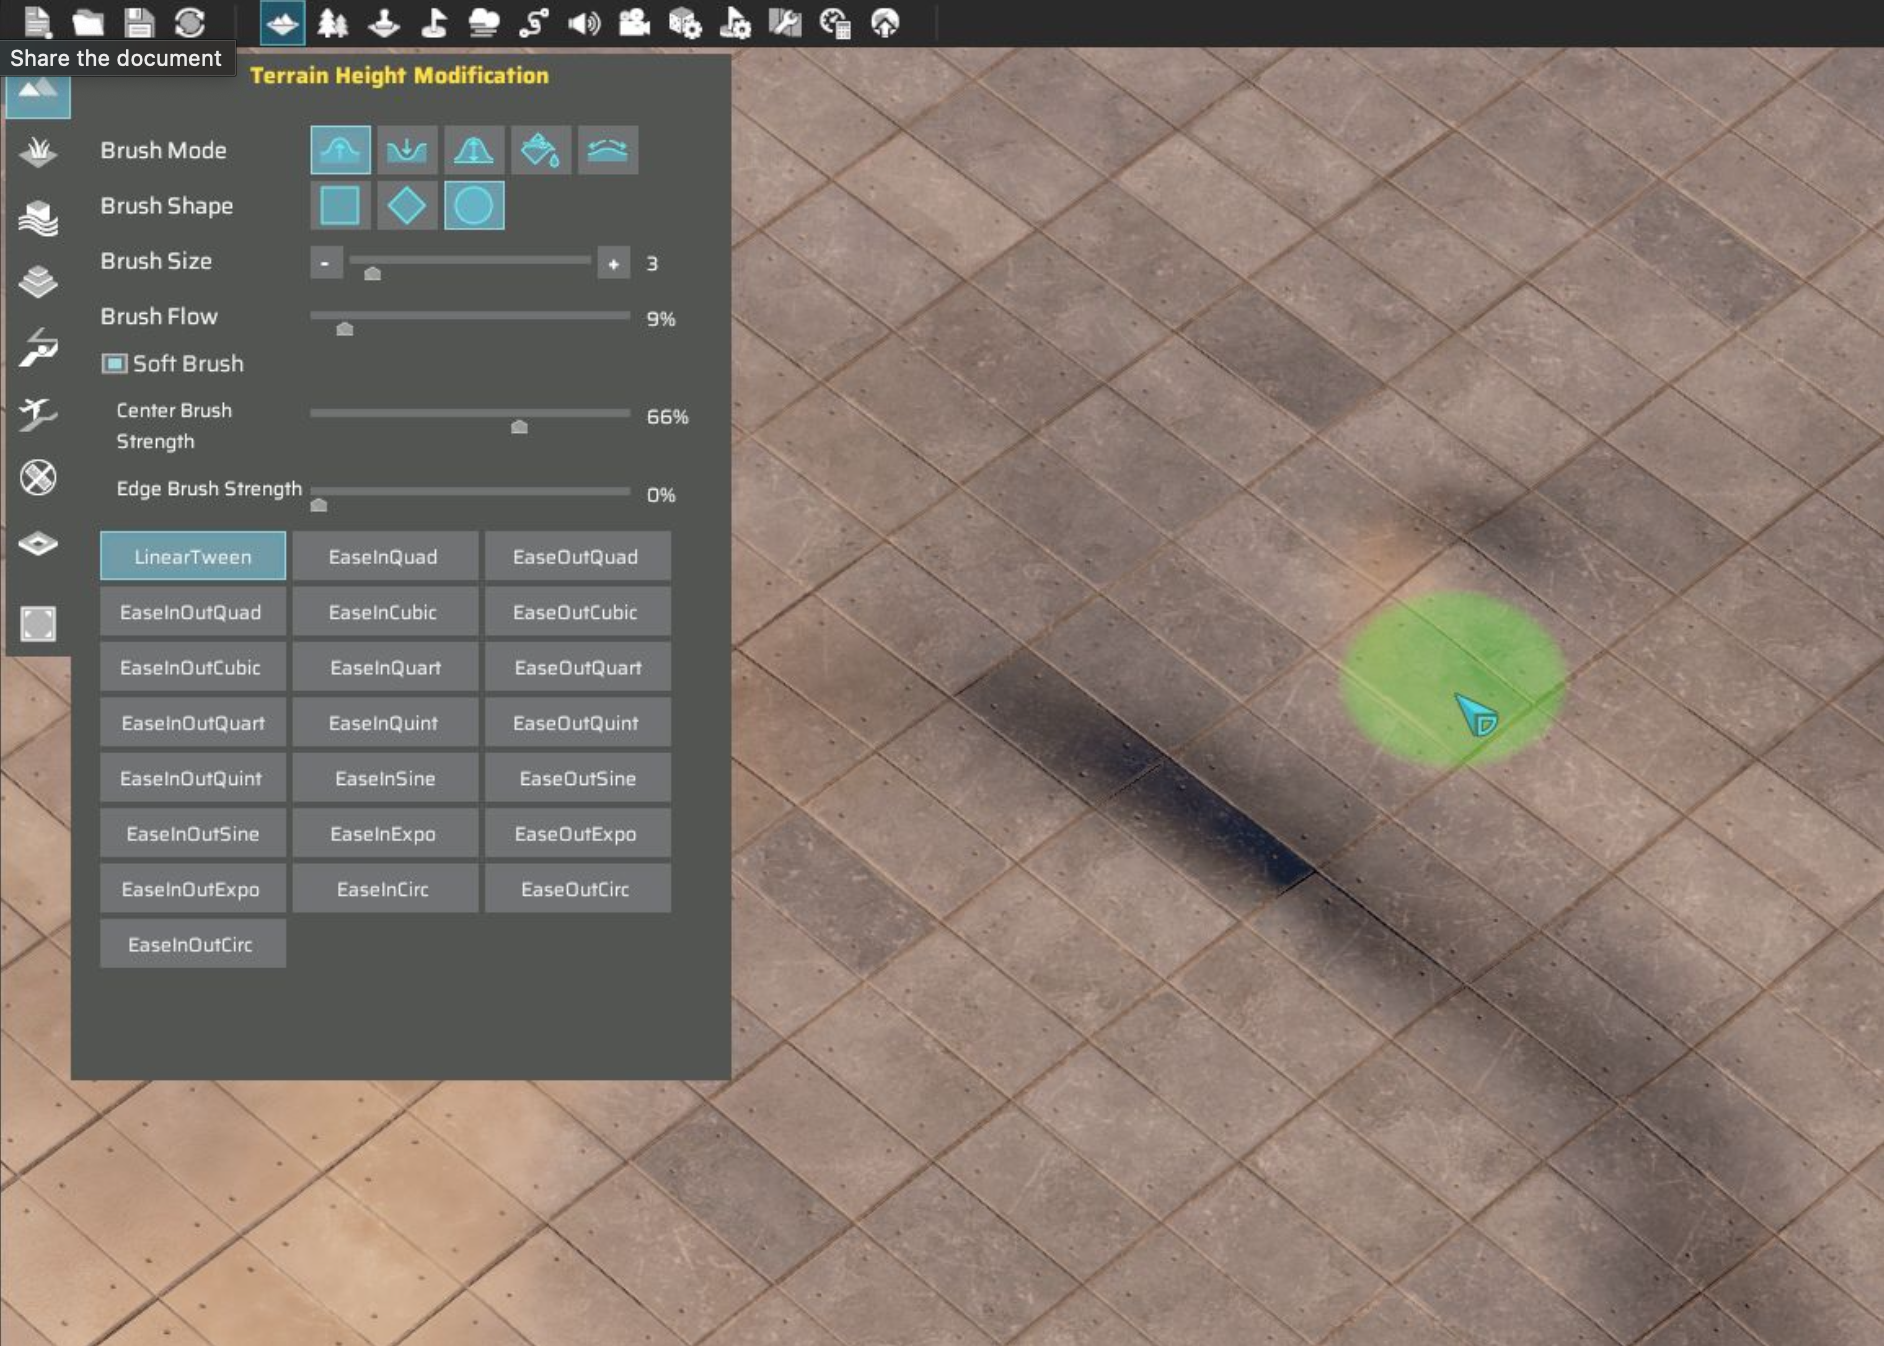 Share the document
Terrain Height Modification
Brush Mode
Brush Shape
Brush Size - + 3
Brush Flow 9%
Soft Brush
Center Brush
Strength 66%
Edge Brush Strength 0%
LinearTween EaseInQuad EaseOutQuad
EaseInOutQuad EaseInCubic EaseOutCubic
EaseInOutCubic EaseInQuart EaseOutQuart
EaseInOutQuart EaseInQuint EaseOutQuint
EaseInOutQuint EaseInSine EaseOutSine
EaseInOutSine EaseInExpo EaseOutExpo
EaseInOutExpo EaseInCirc EaseOutCirc
EaseInOutCirc